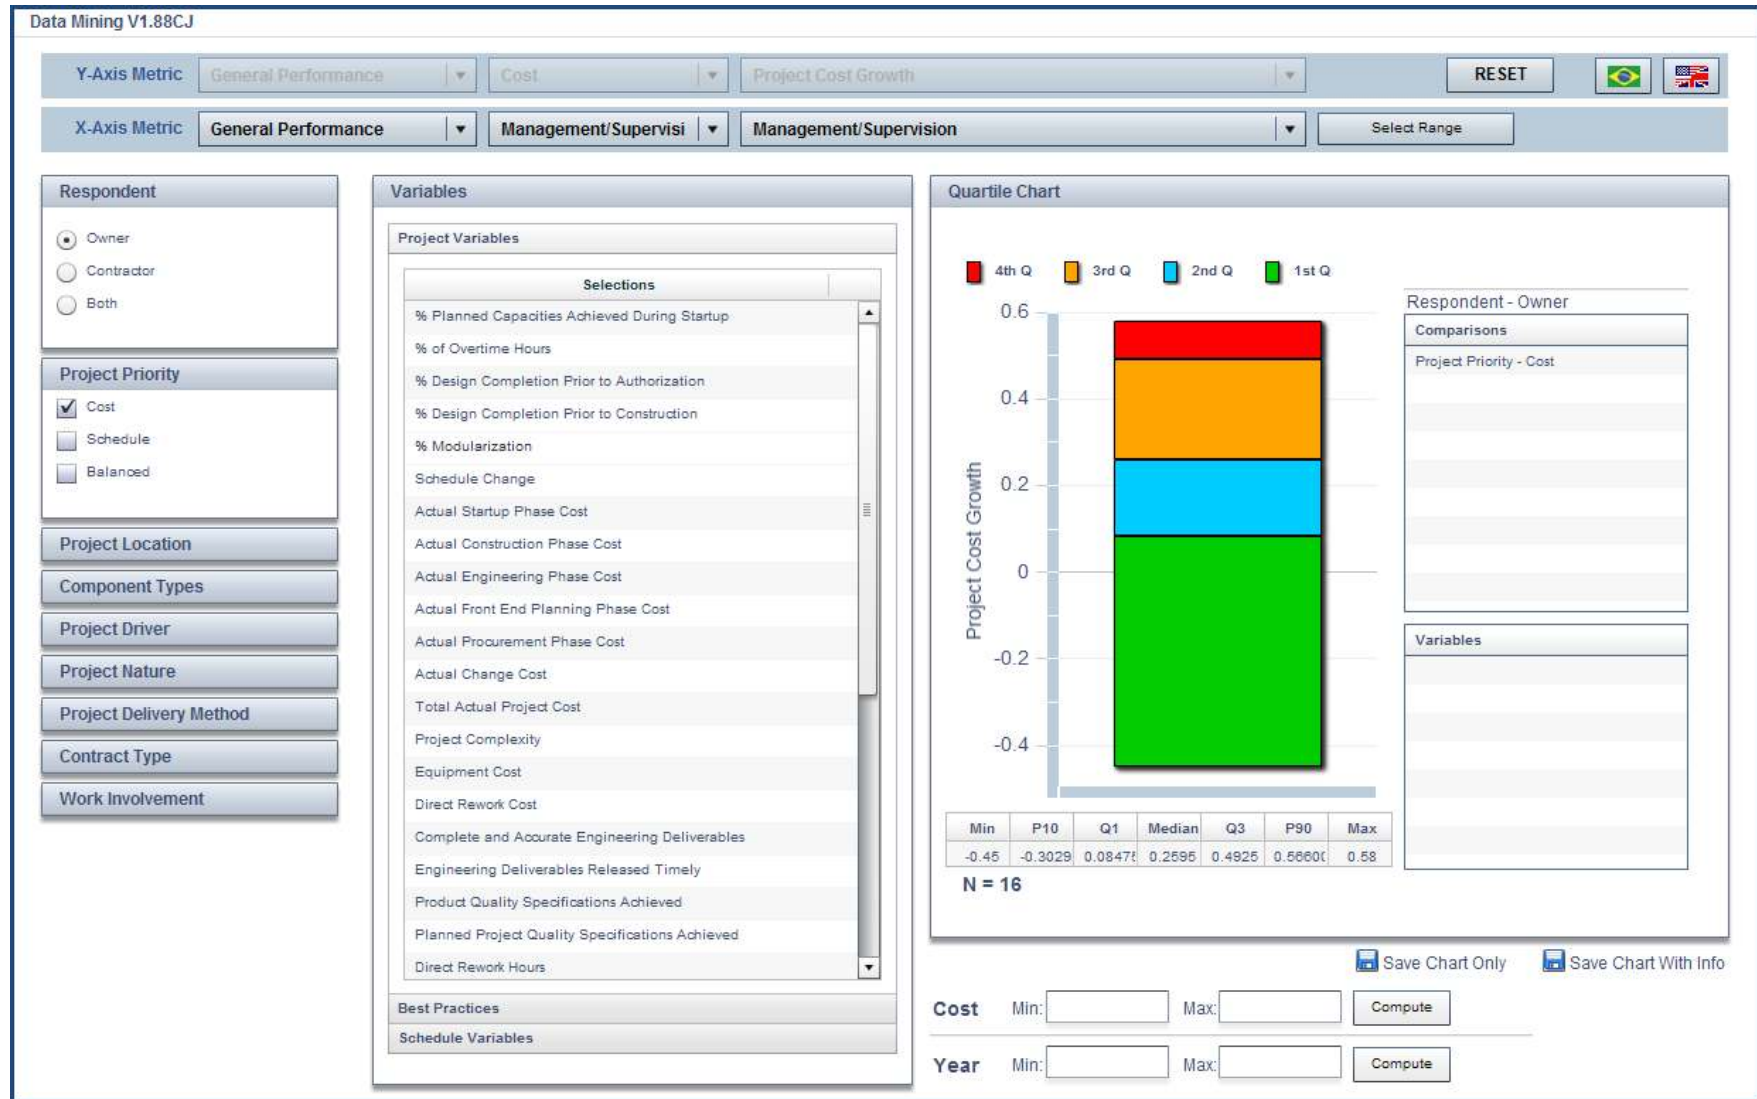 Data Mining V1.88CJ
Y-Axis Metric General Performance Cost Project Cost Growth RESET
X-Axis Metric General Performance Management/Supervisi Management/Supervision Select Range
Respondent
Owner
Contractor
Both
Project Priority
Cost
Schedule
Balanced
Project Location
Component Types
Project Driver
Project Nature
Project Delivery Method
Contract Type
Work Involvement
Variables
Project Variables
Selections
% Planned Capacities Achieved During Startup
% of Overtime Hours
% Design Completion Prior to Authorization
% Design Completion Prior to Construction
% Modularization
Schedule Change
Actual Startup Phase Cost
Actual Construction Phase Cost
Actual Engineering Phase Cost
Actual Front End Planning Phase Cost
Actual Procurement Phase Cost
Actual Change Cost
Total Actual Project Cost
Project Complexity
Equipment Cost
Direct Rework Cost
Complete and Accurate Engineering Deliverables
Engineering Deliverables Released Timely
Product Quality Specifications Achieved
Planned Project Quality Specifications Achieved
Direct Rework Hours
Best Practices
Schedule Variables
Quartile Chart
4th Q 3rd Q 2nd Q 1st Q
0.6
0.4
0.2
0
-0.2
-0.4
Project Cost Growth
Respondent - Owner
Comparisons
Project Priority - Cost
Variables
Min P10 Q1 Median Q3 P90 Max
-0.45 -0.3029 0.0847 0.2595 0.4925 0.5660 0.58
N = 16
Save Chart Only Save Chart With Info
Cost Min: Max: Compute
Year Min: Max: Compute